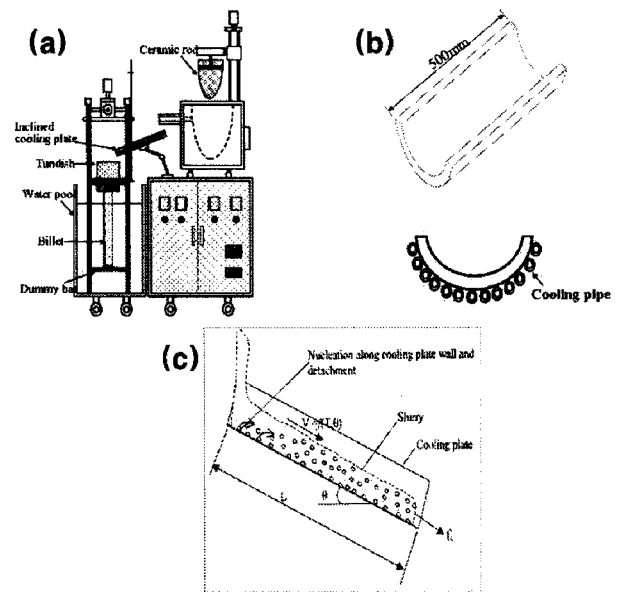 (a)
Ceramic rod
Inclined
cooling plate
Tundish
Water pool
Billet
Dummy bar
(b)
500mm
Cooling pipe
(c)
Nucleation along cooling plate wall and
detachment
Slurry
Cooling plate
θ
L